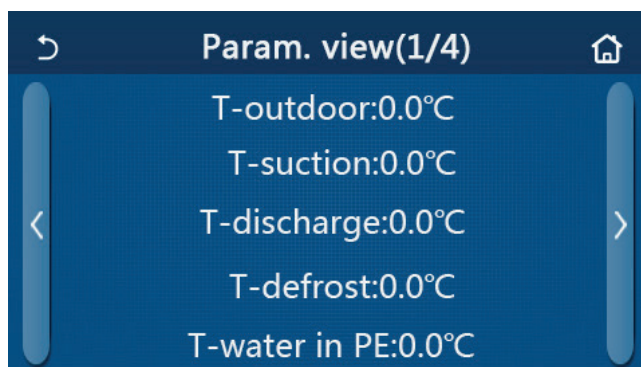 Param. view(1/4)
T-outdoor:0.0℃
T-suction:0.0℃
T-discharge:0.0℃
T-defrost:0.0℃
T-water in PE:0.0℃